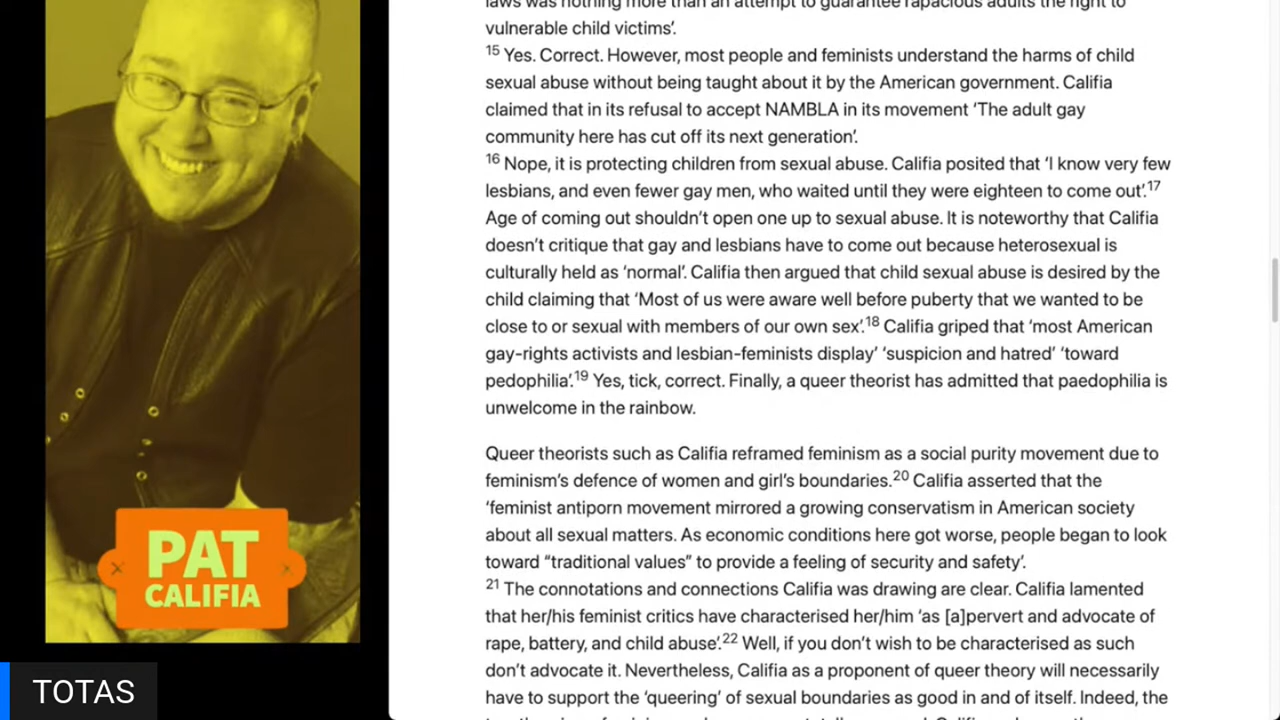 laws was nothing more than an attempt to guarantee rapacious adults the right to
vulnerable child victims’.
15 Yes. Correct. However, most people and feminists understand the harms of child
sexual abuse without being taught about it by the American government. Califia
claimed that in its refusal to accept NAMBLA in its movement ‘The adult gay
community here has cut off its next generation’.
16 Nope, it is protecting children from sexual abuse. Califia posited that ‘I know very few
lesbians, and even fewer gay men, who waited until they were eighteen to come out’.17
Age of coming out shouldn’t open one up to sexual abuse. It is noteworthy that Califia
doesn’t critique that gay and lesbians have to come out because heterosexual is
culturally held as ‘normal’. Califia then argued that child sexual abuse is desired by the
child claiming that ‘Most of us were aware well before puberty that we wanted to be
close to or sexual with members of our own sex’.18 Califia griped that ‘most American
gay-rights activists and lesbian-feminists display’ ‘suspicion and hatred’ ‘toward
pedophilia’.19 Yes, tick, correct. Finally, a queer theorist has admitted that paedophilia is
unwelcome in the rainbow.
Queer theorists such as Califia reframed feminism as a social purity movement due to
feminism’s defence of women and girl’s boundaries.20 Califia asserted that the
‘feminist antiporn movement mirrored a growing conservatism in American society
about all sexual matters. As economic conditions here got worse, people began to look
toward “traditional values” to provide a feeling of security and safety’.
21 The connotations and connections Califia was drawing are clear. Califia lamented
that her/his feminist critics have characterised her/him ‘as [a]pervert and advocate of
rape, battery, and child abuse’.22 Well, if you don’t wish to be characterised as such
don’t advocate it. Nevertheless, Califia as a proponent of queer theory will necessarily
have to support the ‘queering’ of sexual boundaries as good in and of itself. Indeed, the
PAT
CALIFIA
TOTAS